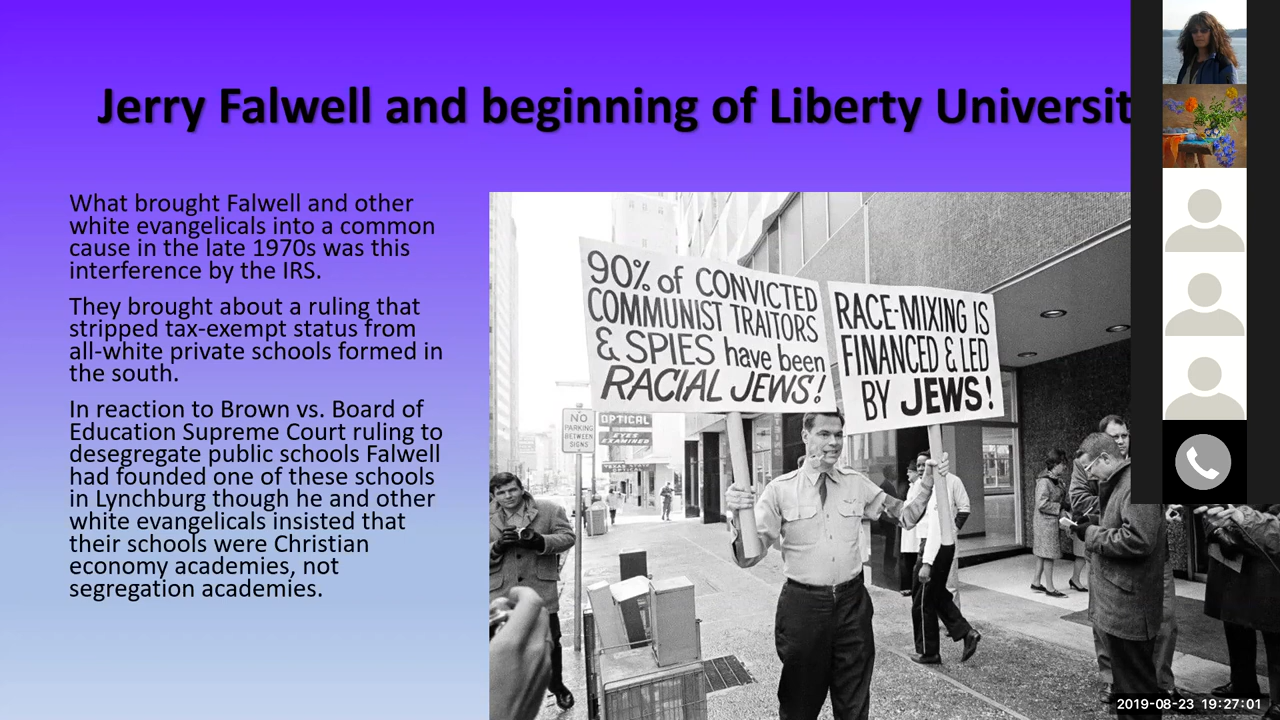 Jerry Falwell and beginning of Liberty Universit
What brought Falwell and other
white evangelicals into a common
cause in the late 1970s was this
interference by the IRS.
They brought about a ruling that
stripped tax-exempt status from
all-white private schools formed in
the south.
In reaction to Brown vs. Board of
Education Supreme Court ruling to
desegregate public schools Falwell
had founded one of these schools
in Lynchburg though he and other
white evangelicals insisted that
their schools were Christian
economy academies, not
segregation academies.
90% of CONVICTED
COMMUNIST TRAITORS
& SPIES have been
RACIAL JEWS!
RACE-MIXING IS
FINANCED & LED
BY JEWS!
NO
PARKING
BETWEEN
SIGNS
OPTICAL
EYES
EXAMINED
2019-08-23 19:27:01